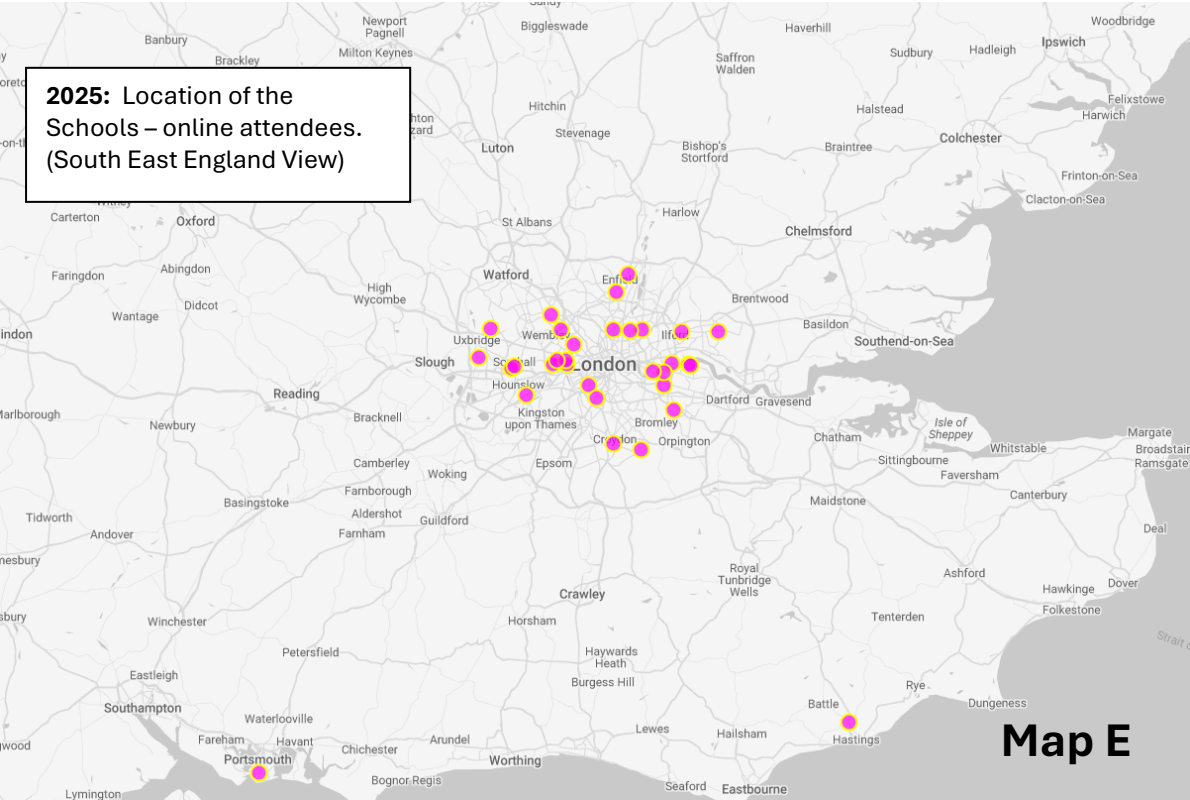 Sandy
Newport
Pagnell
Biggleswade
Haverhill
Woodbridge
Banbury
Milton Keynes
Brackley
Saffron
Walden
Sudbury
Hadleigh
Ipswich
2025: Location of the
Schools – online attendees.
(South East England View)
Hitchin
Stevenage
Luton
Bishop's
Stortford
Halstead
Braintree
Colchester
Felixstowe
Harwich
Frinton-on-Sea
Clacton-on-Sea
Carterton
Oxford
St Albans
Harlow
Chelmsford
Faringdon
Abingdon
Watford
Enfield
Didcot
High
Wycombe
Brentwood
Wantage
Basildon
Uxbridge
Wembley
Ilford
Southend-on-Sea
Slough
Southall
London
Hounslow
Reading
Dartford
Gravesend
Kingston
upon Thames
Bracknell
Newbury
Marlborough
Bromley
Isle of
Sheppey
Chatham
Croydon
Orpington
Margate
Whitstable
Broadstairs
Ramsgate
Camberley
Epsom
Sittingbourne
Faversham
Woking
Farnborough
Basingstoke
Canterbury
Maidstone
Tidworth
Aldershot
Guildford
Andover
Farnham
Deal
Royal
Tunbridge
Wells
Ashford
Hawkinge
Dover
Crawley
Folkestone
Winchester
Horsham
Tenterden
Petersfield
Haywards
Heath
Burgess Hill
Eastleigh
Rye
Southampton
Battle
Dungeness
Waterlooville
Lewes
Hailsham
Hastings
Fareham
Havant
Chichester
Arundel
Map E
Portsmouth
Worthing
Bognor Regis
Seaford
Eastbourne
Lymington